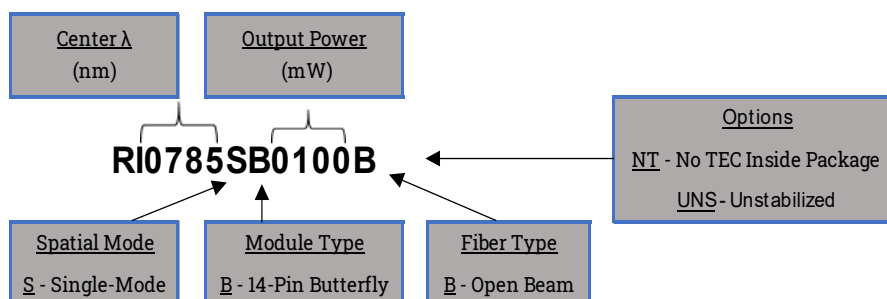 Center λ
(nm)
Output Power
(mW)
RI0785SB0100B
Options
NT - No TEC Inside Package
UNS - Unstabilized
Spatial Mode
S - Single-Mode
Module Type
B - 14-Pin Butterfly
Fiber Type
B - Open Beam